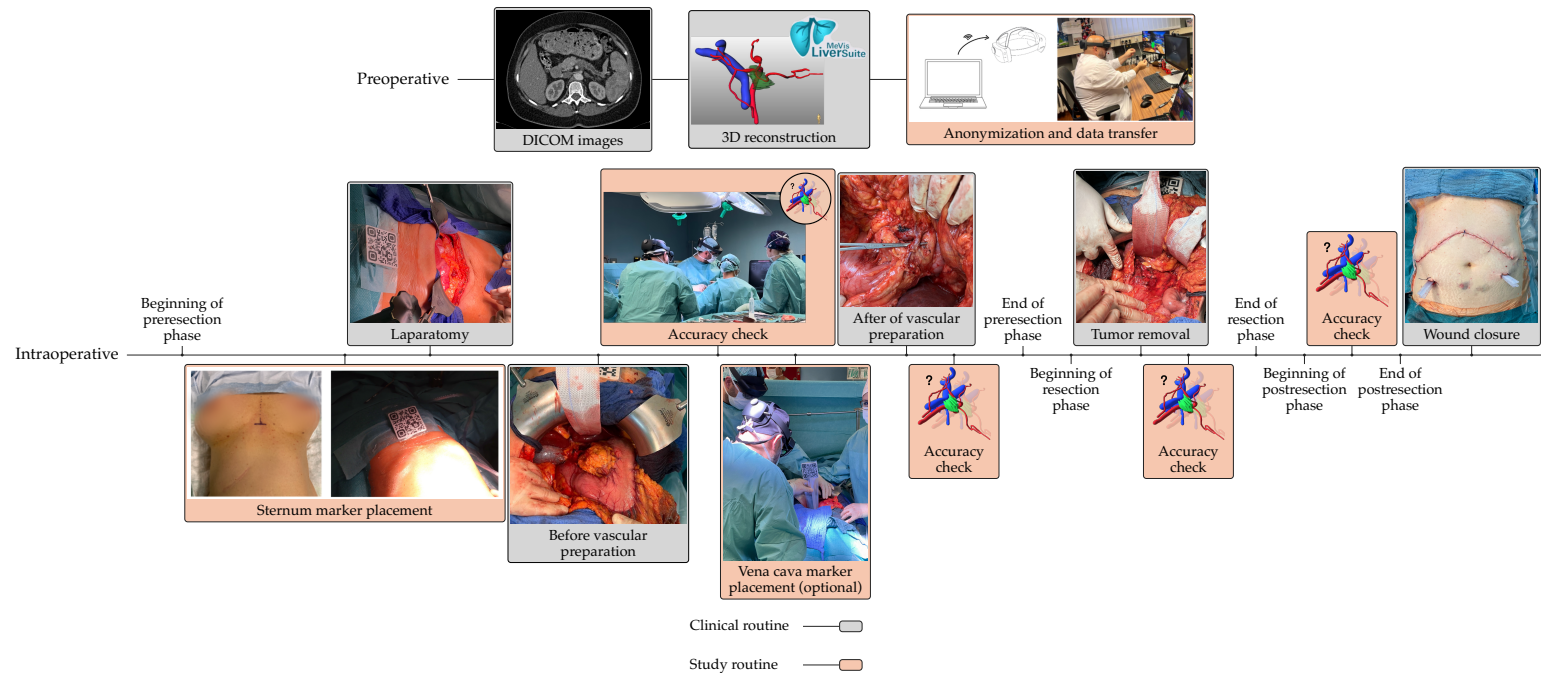 MeVis
LiverSuite
Preoperative
DICOM images
3D reconstruction
Anonymization and data transfer
Beginning of
preresection
phase
Laparatomy
?
Accuracy check
After of vascular
preparation
End of
preresection
phase
Tumor removal
End of
resection
phase
?
Accuracy
check
Wound closure
Intraoperative
Sternum marker placement
Before vascular
preparation
Vena cava marker
placement (optional)
?
Accuracy
check
Beginning of
resection
phase
?
Accuracy
check
Beginning of
postresection
phase
End of
postresection
phase
Clinical routine
Study routine